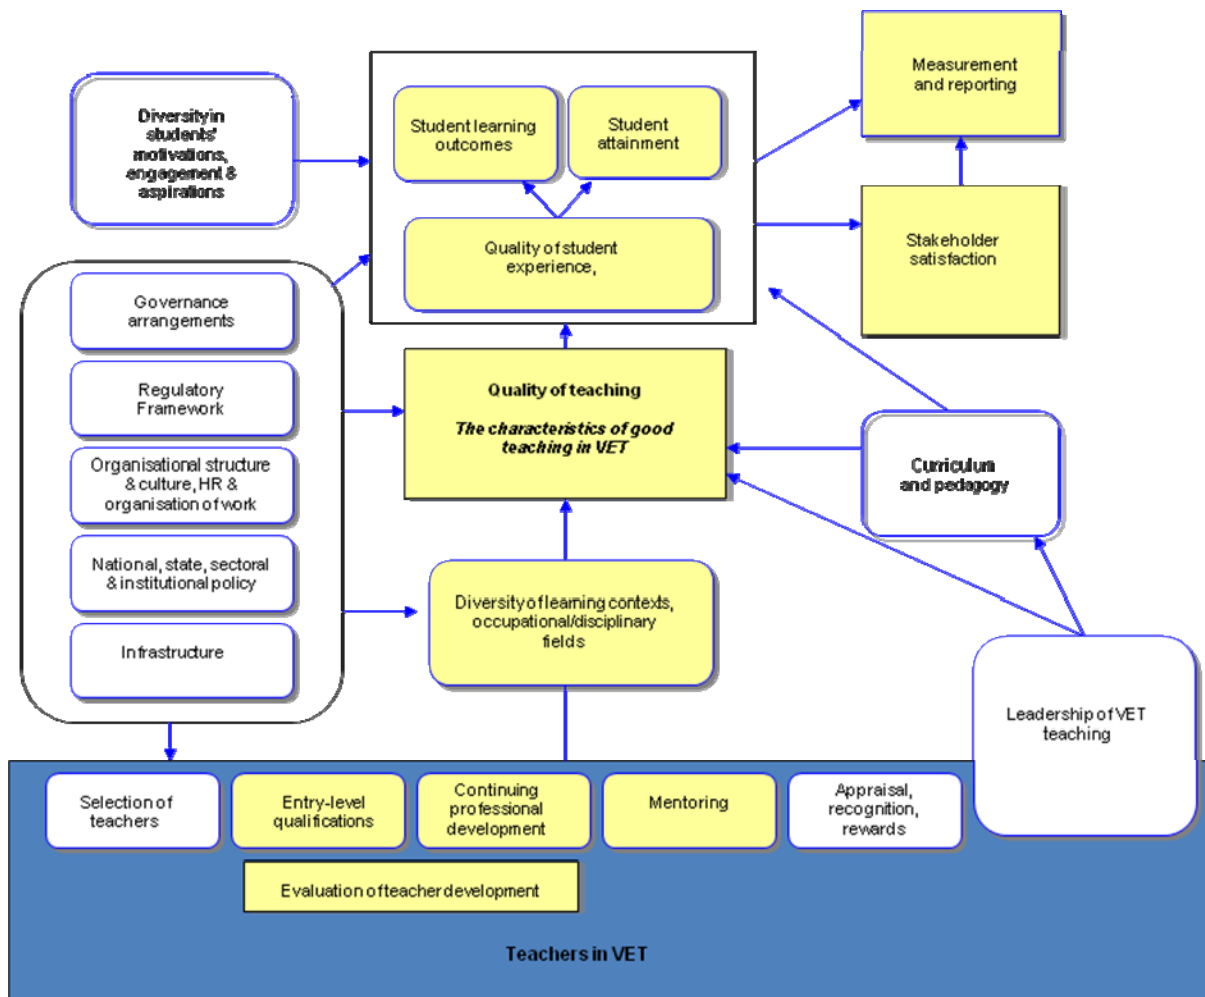 Diversity in
students'
motivations,
engagement &
aspirations
Student learning
outcomes
Student
attainment
Quality of student
experience,
Measurement
and reporting
Stakeholder
satisfaction
Governance
arrangements
Regulatory
Framework
Organisational structure
& culture, HR &
organisation of work
National, state, sectoral
& institutional policy
Infrastructure
Quality of teaching
The characteristics of good
teaching in VET
Curriculum
and pedagogy
Diversity of learning contexts,
occupational/disciplinary
fields
Leadership of VET
teaching
Selection of
teachers
Entry-level
qualifications
Continuing
professional
development
Mentoring
Appraisal,
recognition,
rewards
Evaluation of teacher development
Teachers in VET